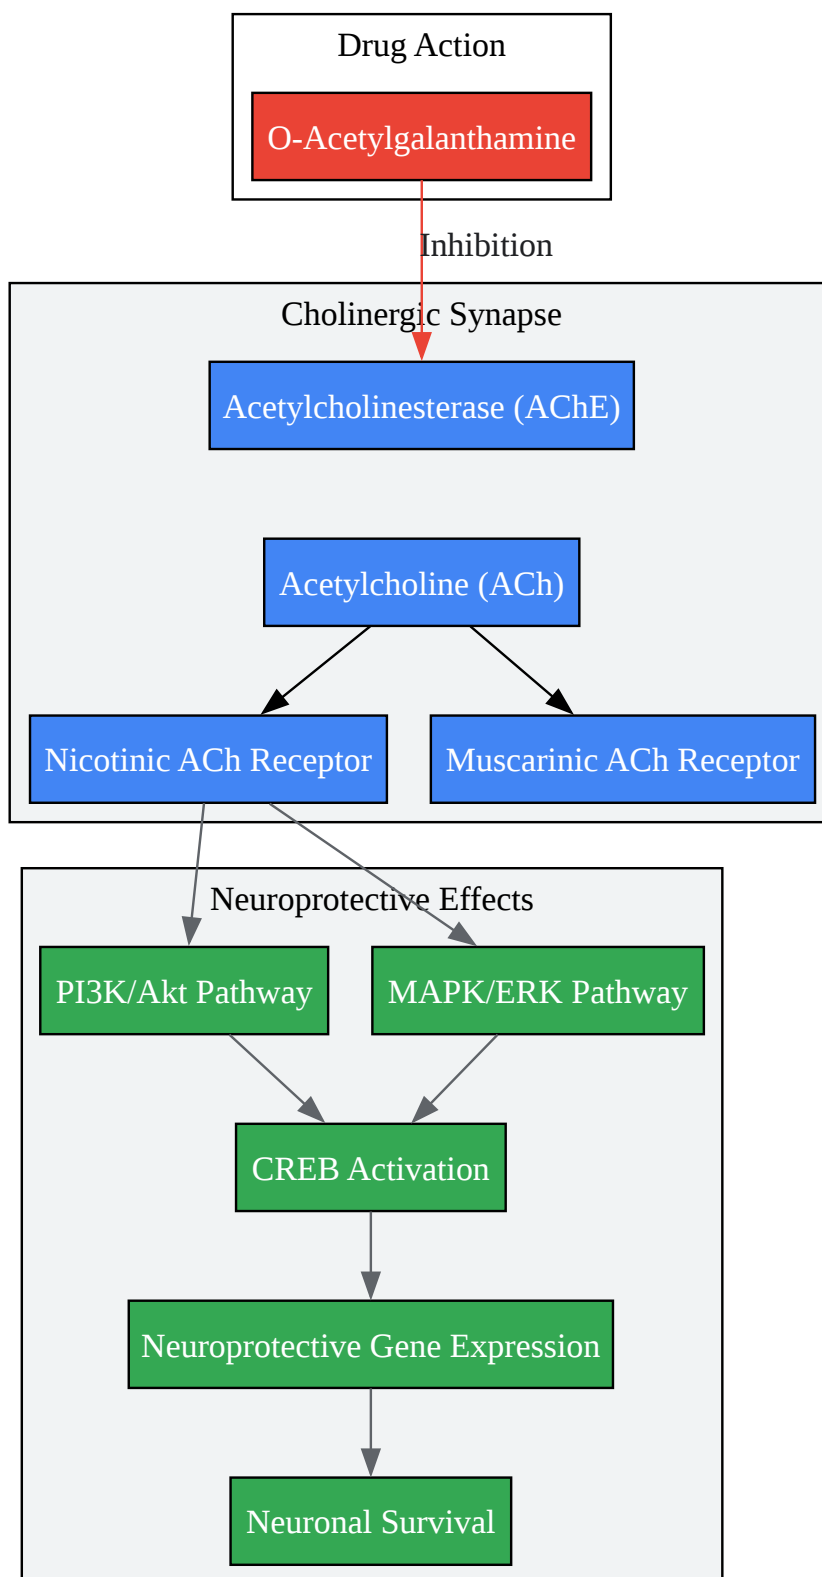 Drug Action
O-Acetylgalanthamine
Inhibition
Cholinergic Synapse
Acetylcholinesterase (AChE)
Acetylcholine (ACh)
Nicotinic ACh Receptor
Muscarinic ACh Receptor
Neuroprotective Effects
PI3K/Akt Pathway
MAPK/ERK Pathway
CREB Activation
Neuroprotective Gene Expression
Neuronal Survival